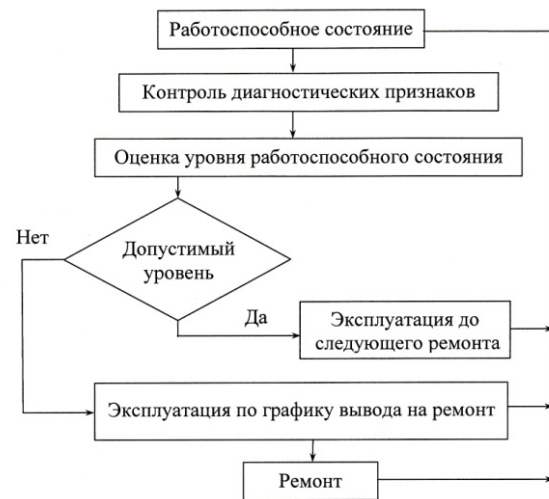 Работоспособное состояние
Контроль диагностических признаков
Оценка уровня работоспособного состояния
Нет
Допустимый
уровень
Да
Эксплуатация до
следующего ремонта
Эксплуатация по графику вывода на ремонт
Ремонт